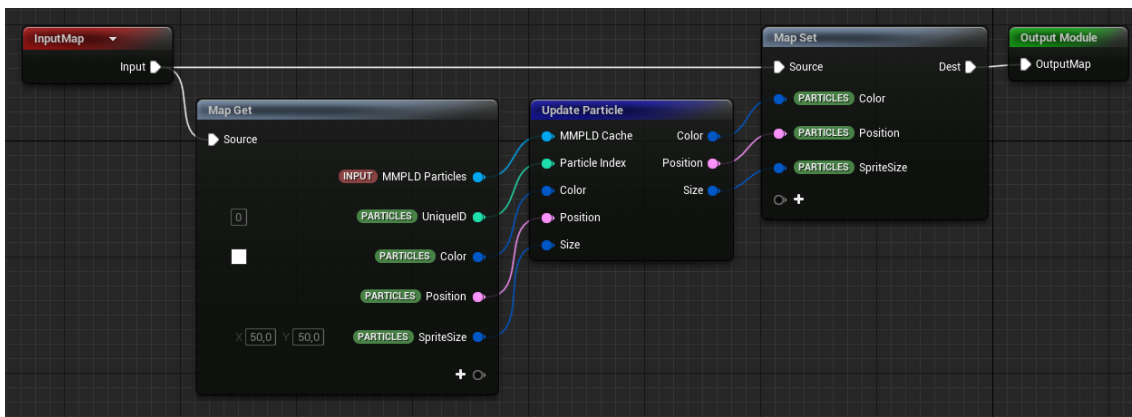 InputMap
Input
Map Get
Source
INPUT MMPLD Particles
0 PARTICLES UniqueID
PARTICLES Color
PARTICLES Position
X 50,0 Y 50,0 PARTICLES SpriteSize
Update Particle
MMPLD Cache Color
Particle Index Position
Color Size
Position
Size
Map Set
Source Dest
PARTICLES Color
PARTICLES Position
PARTICLES SpriteSize
Output Module
OutputMap